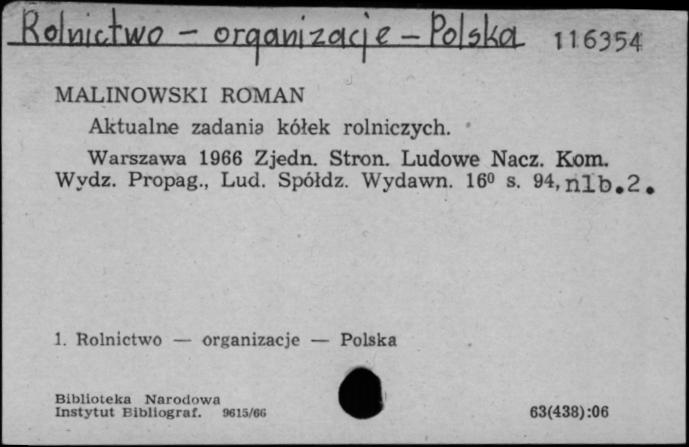 Rolnictwo – organizacje – Polska 116354
MALINOWSKI ROMAN
Aktualne zadania kółek rolniczych.
Warszawa 1966 Zjedn. Stron. Ludowe Nacz. Kom.
Wydz. Propag., Lud. Spółdz. Wydawn. 16⁰ s. 94, nlb.2.
1. Rolnictwo — organizacje — Polska
Biblioteka Narodowa
Instytut Bibliograf. 9615/66
63(438):06